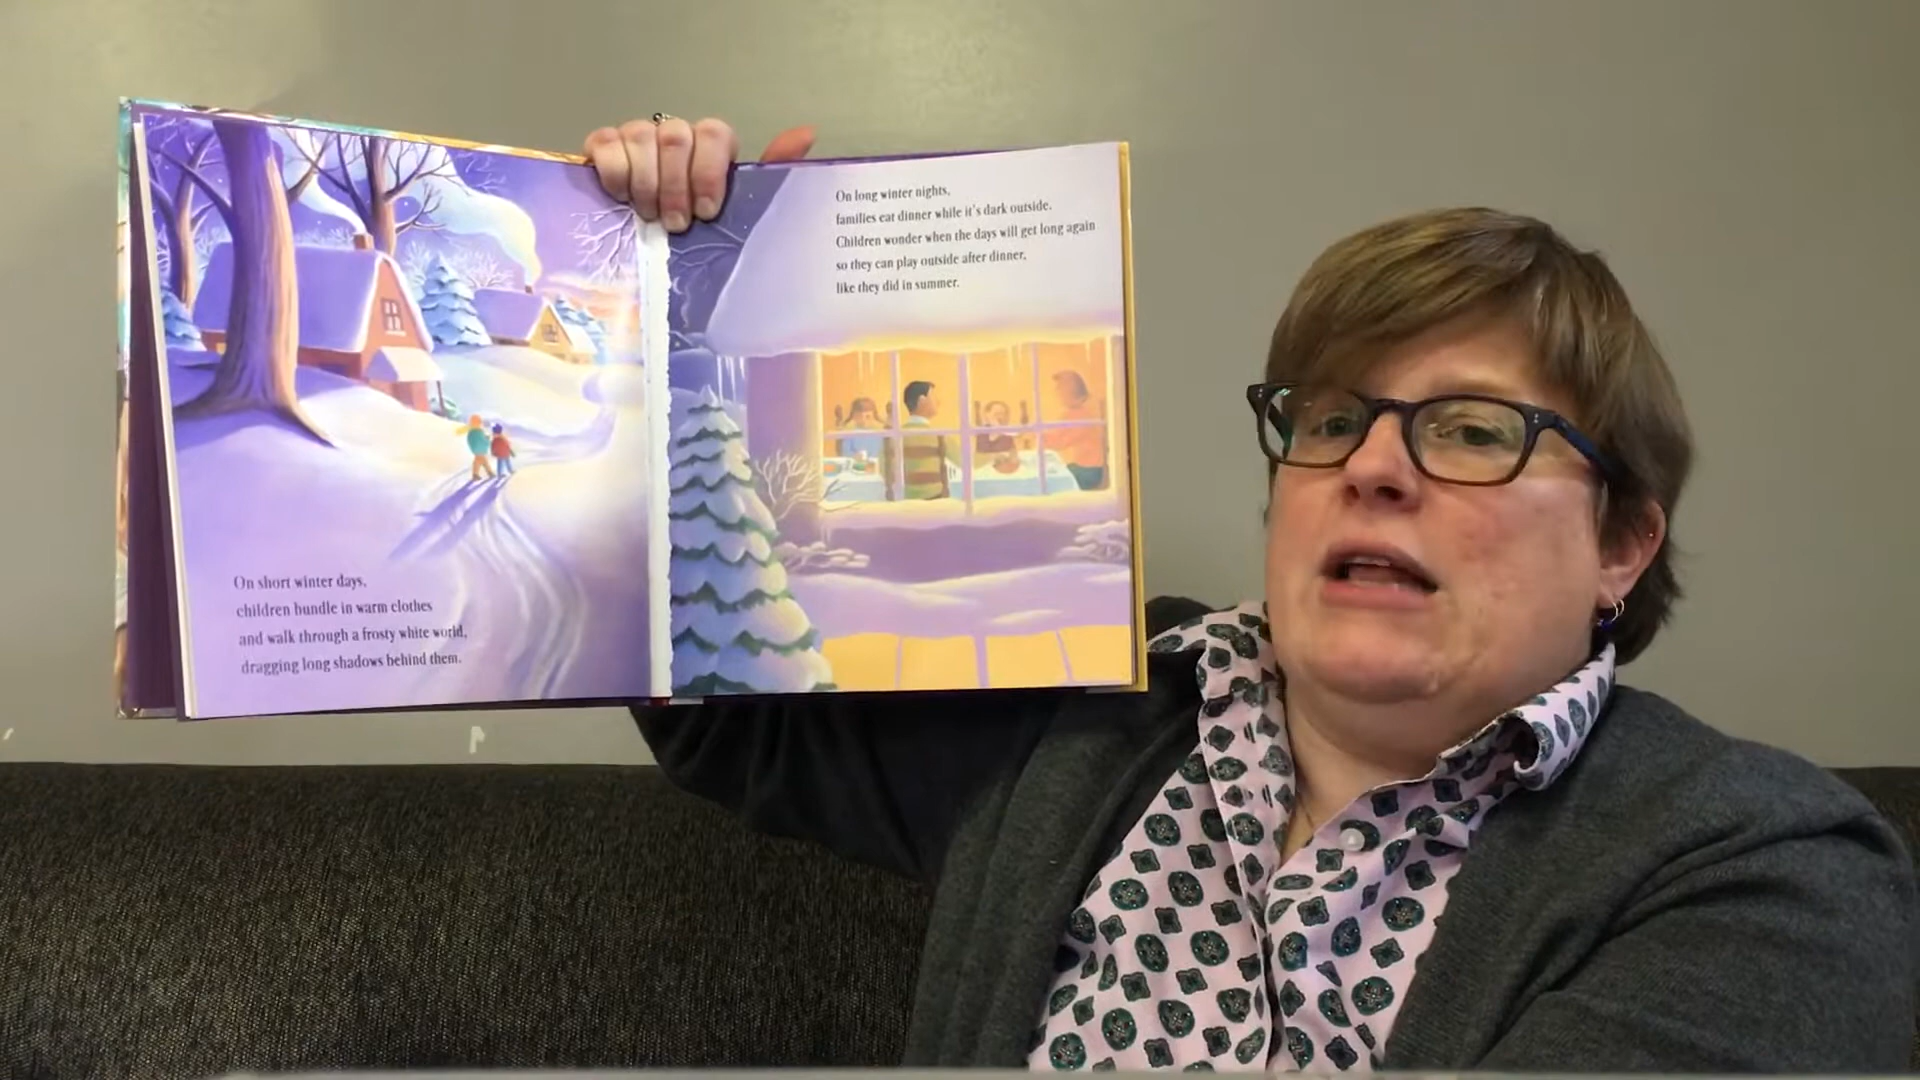 On short winter days,
children bundle in warm clothes
and walk through a frosty white world,
dragging long shadows behind them.
On long winter nights,
families eat dinner while it's dark outside.
Children wonder when the days will get long again
so they can play outside after dinner,
like they did in summer.